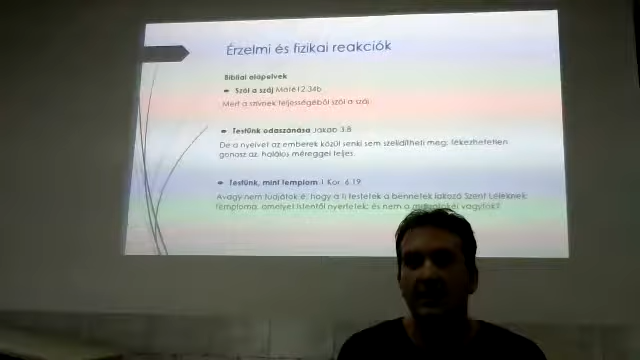 Érzelmi és fizikai reakciók
Bibliai alapelvek
Szól a száj Máté12.34b
Mert a szívnek teljességéből szól a száj.
Testünk odaszánása Jakab 3.8
De a nyelvet az emberek közül senki sem szelídítheti meg; fékezhetetlen
gonosz az, halálos méreggel teljes.
Testünk, mint templom I Kor. 6.19
Avagy nem tudjátok-é, hogy a ti testetek a bennetek lakozó Szent Léleknek
temploma, amelyet Istentől nyertetek; és nem a magatokéi vagytok?